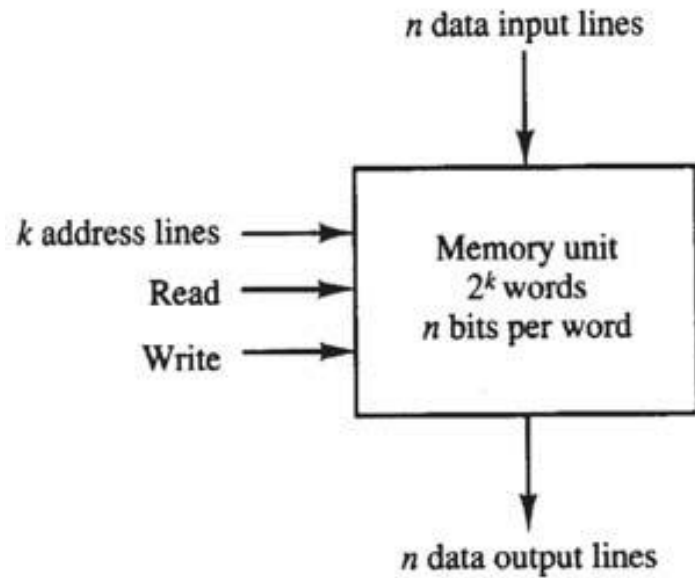 n data input lines
k address lines
Read
Write
Memory unit
2^k words
n bits per word
n data output lines